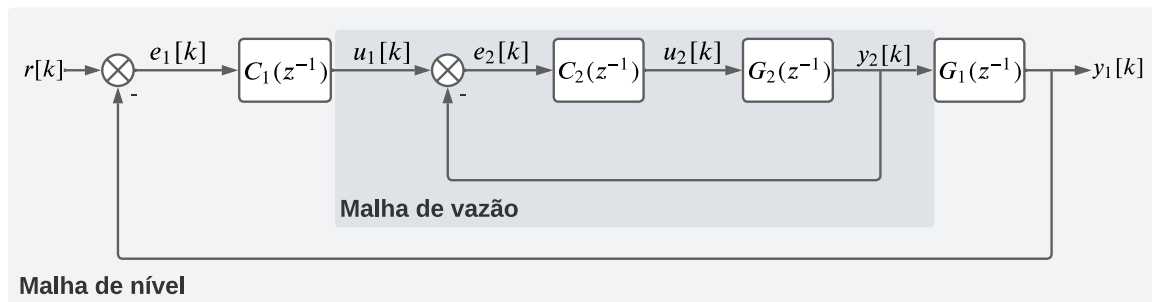 r[k] e₁[k] C₁(z⁻¹) u₁[k] e₂[k] C₂(z⁻¹) u₂[k] G₂(z⁻¹) y₂[k] G₁(z⁻¹) y₁[k]
- -
Malha de vazão
Malha de nível